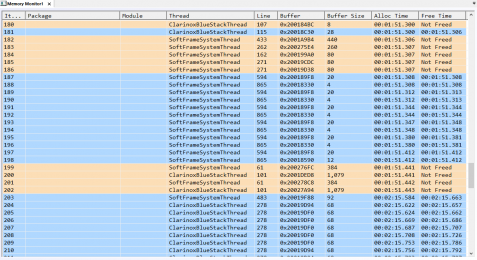 Memory Monitor1 ×
It... Package Module Thread Line Buffer Buffer Size Alloc Time Free Time
180 ClarinoxBlueStackThread 107 0x200184BC 8 00:01:51.300 Not Freed
181 ClarinoxBlueStackThread 115 0x20018C30 28 00:01:51.300 00:01:51.306
182 SoftFrameSystemThread 433 0x2001A984 440 00:01:51.306 Not Freed
183 SoftFrameSystemThread 262 0x200275E4 260 00:01:51.307 Not Freed
184 SoftFrameSystemThread 162 0x200199A0 80 00:01:51.307 Not Freed
185 SoftFrameSystemThread 271 0x20019CDC 80 00:01:51.307 Not Freed
186 SoftFrameSystemThread 271 0x20019D38 80 00:01:51.307 Not Freed
187 SoftFrameSystemThread 594 0x200189F8 20 00:01:51.308 00:01:51.308
188 SoftFrameSystemThread 865 0x20018330 4 00:01:51.308 00:01:51.308
189 SoftFrameSystemThread 594 0x200189F8 20 00:01:51.312 00:01:51.313
190 SoftFrameSystemThread 865 0x20018330 4 00:01:51.312 00:01:51.313
191 SoftFrameSystemThread 594 0x200189F8 20 00:01:51.344 00:01:51.344
192 SoftFrameSystemThread 865 0x20018330 4 00:01:51.344 00:01:51.344
193 SoftFrameSystemThread 594 0x200189F8 20 00:01:51.347 00:01:51.348
194 SoftFrameSystemThread 865 0x20018330 4 00:01:51.348 00:01:51.348
195 SoftFrameSystemThread 594 0x200189F8 20 00:01:51.380 00:01:51.381
196 SoftFrameSystemThread 865 0x20018330 4 00:01:51.380 00:01:51.381
197 SoftFrameSystemThread 594 0x200189F8 20 00:01:51.412 00:01:51.412
198 SoftFrameSystemThread 865 0x20018590 12 00:01:51.412 00:01:51.412
199 SoftFrameSystemThread 61 0x200276FC 384 00:01:51.441 Not Freed
200 ClarinoxBlueStackThread 101 0x2001DEDB 1,079 00:01:51.441 Not Freed
201 ClarinoxBlueStackThread 61 0x200278C8 384 00:01:51.442 Not Freed
202 ClarinoxBlueStackThread 101 0x20027A94 1,079 00:01:51.443 Not Freed
203 SoftFrameSystemThread 483 0x20019F88 92 00:02:15.584 00:02:15.663
204 ClarinoxBlueStackThread 278 0x20019D94 68 00:02:15.622 00:02:15.657
205 ClarinoxBlueStackThread 278 0x20019DF0 68 00:02:15.624 00:02:15.662
206 ClarinoxBlueStackThread 278 0x20019D94 68 00:02:15.669 00:02:15.686
207 ClarinoxBlueStackThread 278 0x20019DF0 68 00:02:15.687 00:02:15.707
208 ClarinoxBlueStackThread 278 0x20019D94 68 00:02:15.708 00:02:15.726
209 ClarinoxBlueStackThread 278 0x20019DF0 68 00:02:15.753 00:02:15.786
210 ClarinoxBlueStackThread 278 0x20019D94 68 00:02:15.756 00:02:15.792